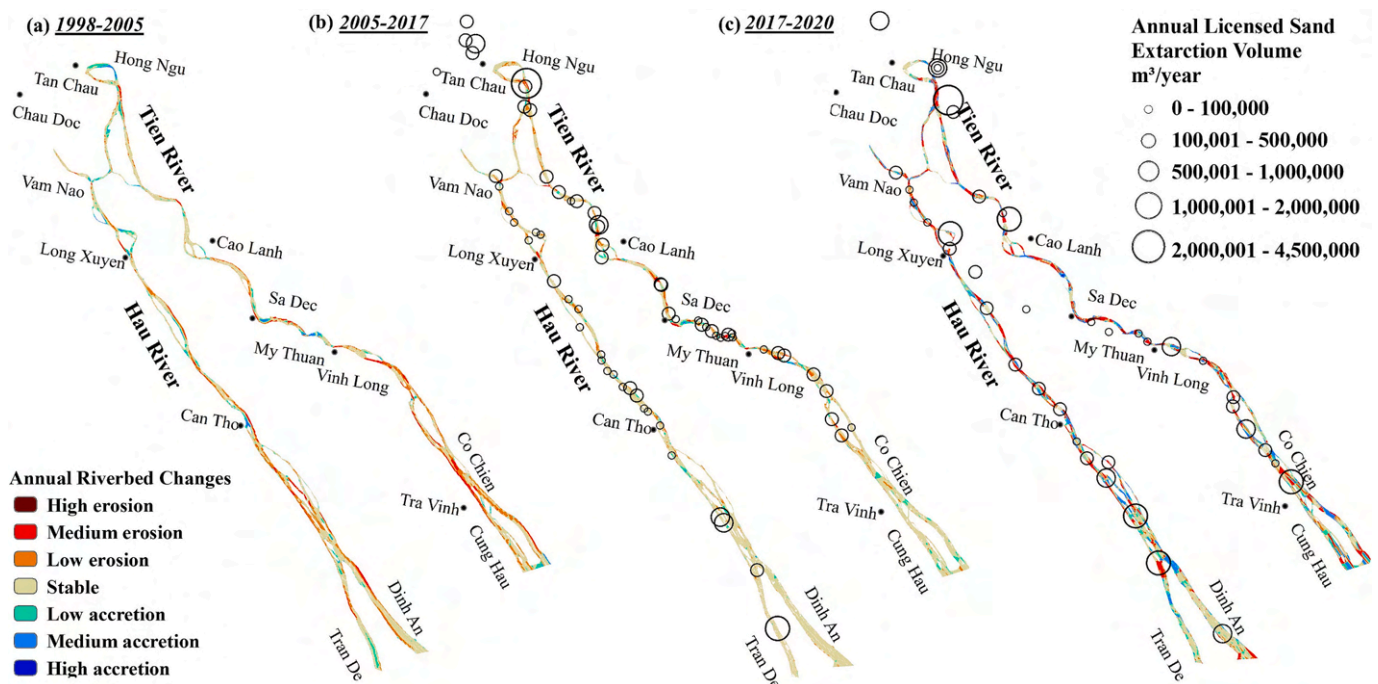 (a) 1998-2005
Hong Ngu
Tan Chau
Chau Doc
Tien River
Vam Nao
Cao Lanh
Long Xuyen
Sa Dec
Hau River
My Thuan
Vinh Long
Can Tho
Co Chien
Tra Vinh
Cung Hau
Dinh An
Tran De
Annual Riverbed Changes
High erosion
Medium erosion
Low erosion
Stable
Low accretion
Medium accretion
High accretion
(b) 2005-2017
Hong Ngu
Tan Chau
Chau Doc
Tien River
Vam Nao
Cao Lanh
Long Xuyen
Sa Dec
Hau River
My Thuan
Vinh Long
Can Tho
Co Chien
Tra Vinh
Cung Hau
Dinh An
Tran De
(c) 2017-2020
Hong Ngu
Tan Chau
Chau Doc
Tien River
Vam Nao
Cao Lanh
Long Xuyen
Sa Dec
Hau River
My Thuan
Vinh Long
Can Tho
Co Chien
Tra Vinh
Cung Hau
Dinh An
Tran De
Annual Licensed Sand
Extarction Volume
m³/year
0 - 100,000
100,001 - 500,000
500,001 - 1,000,000
1,000,001 - 2,000,000
2,000,001 - 4,500,000